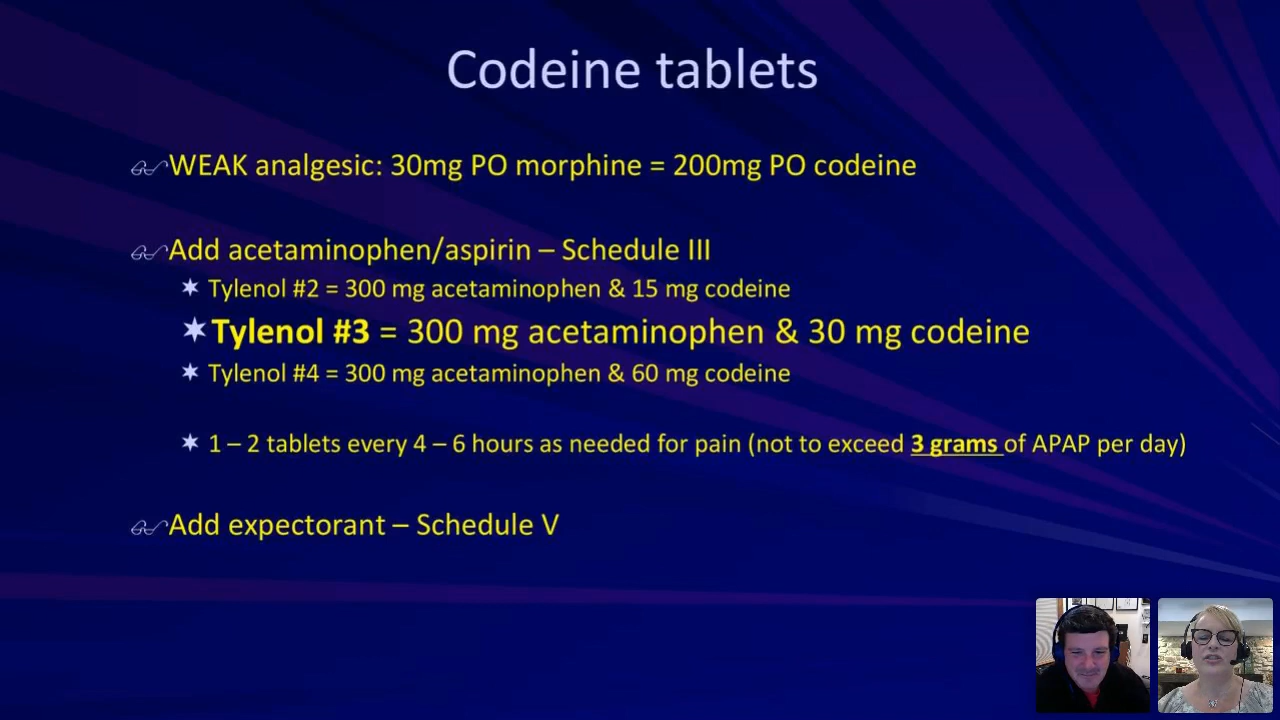 Codeine tablets
WEAK analgesic: 30mg PO morphine = 200mg PO codeine
Add acetaminophen/aspirin – Schedule III
Tylenol #2 = 300 mg acetaminophen & 15 mg codeine
Tylenol #3 = 300 mg acetaminophen & 30 mg codeine
Tylenol #4 = 300 mg acetaminophen & 60 mg codeine
1 – 2 tablets every 4 – 6 hours as needed for pain (not to exceed 3 grams of APAP per day)
Add expectorant – Schedule V